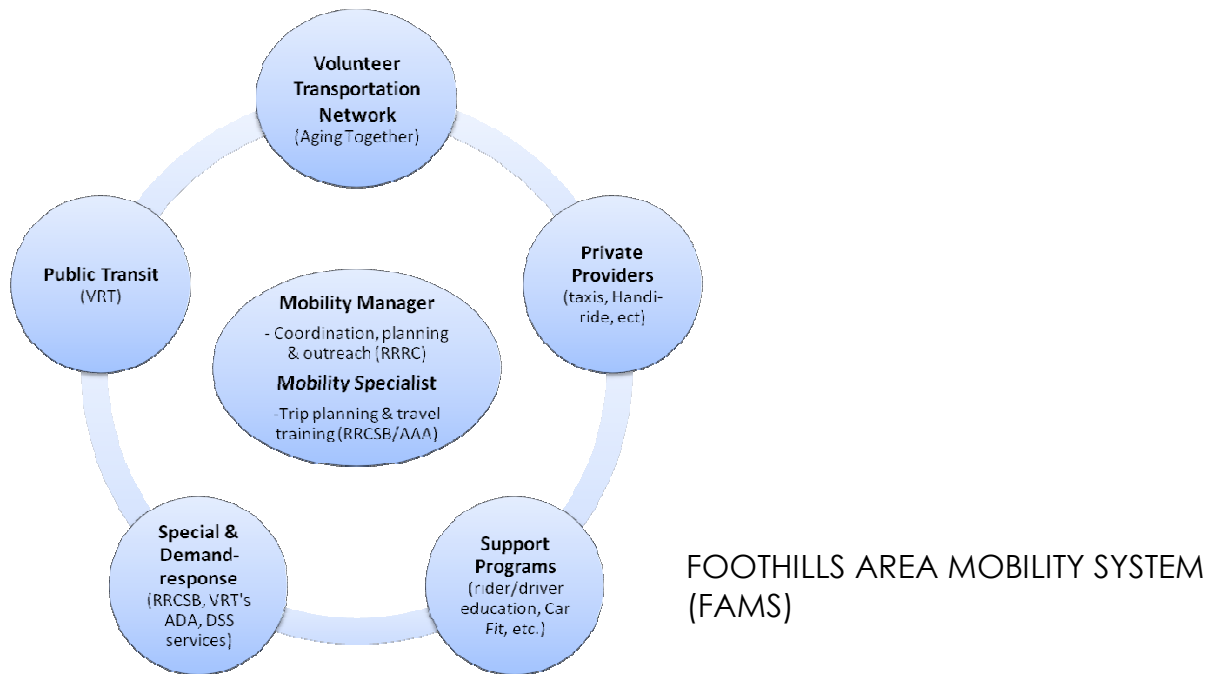 Volunteer
Transportation
Network
(Aging Together)
Private
Providers
(taxis, Handi-
ride, ect)
Public Transit
(VRT)
Mobility Manager
- Coordination, planning
& outreach (RRRC)
Mobility Specialist
-Trip planning & travel
training (RRCSB/AAA)
Special &
Demand-
response
(RRCSB, VRT's
ADA, DSS
services)
Support
Programs
(rider/driver
education, Car
Fit, etc.)
FOOTHILLS AREA MOBILITY SYSTEM
(FAMS)